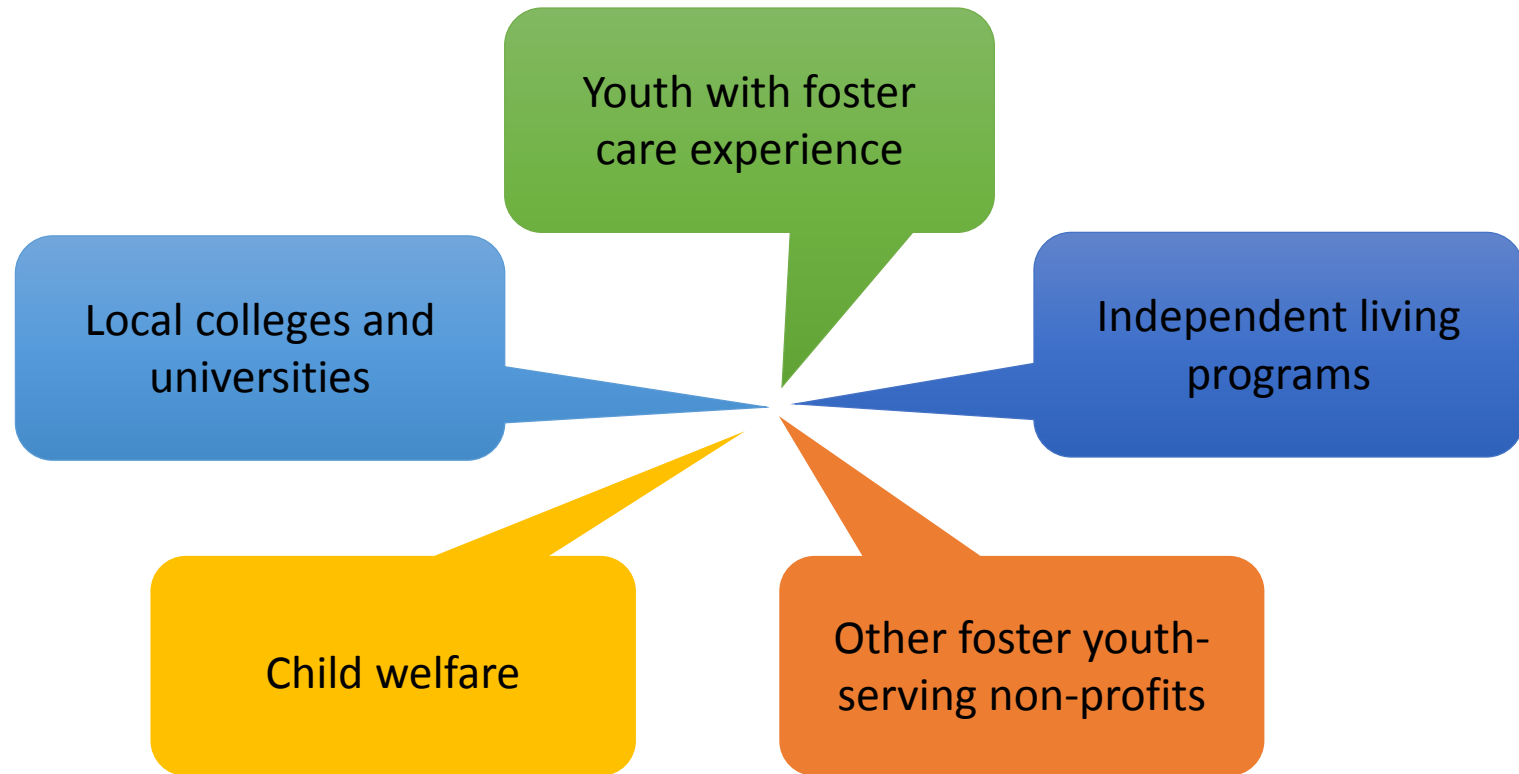 Youth with foster
care experience
Local colleges and
universities
Independent living
programs
Child welfare
Other foster youth-
serving non-profits